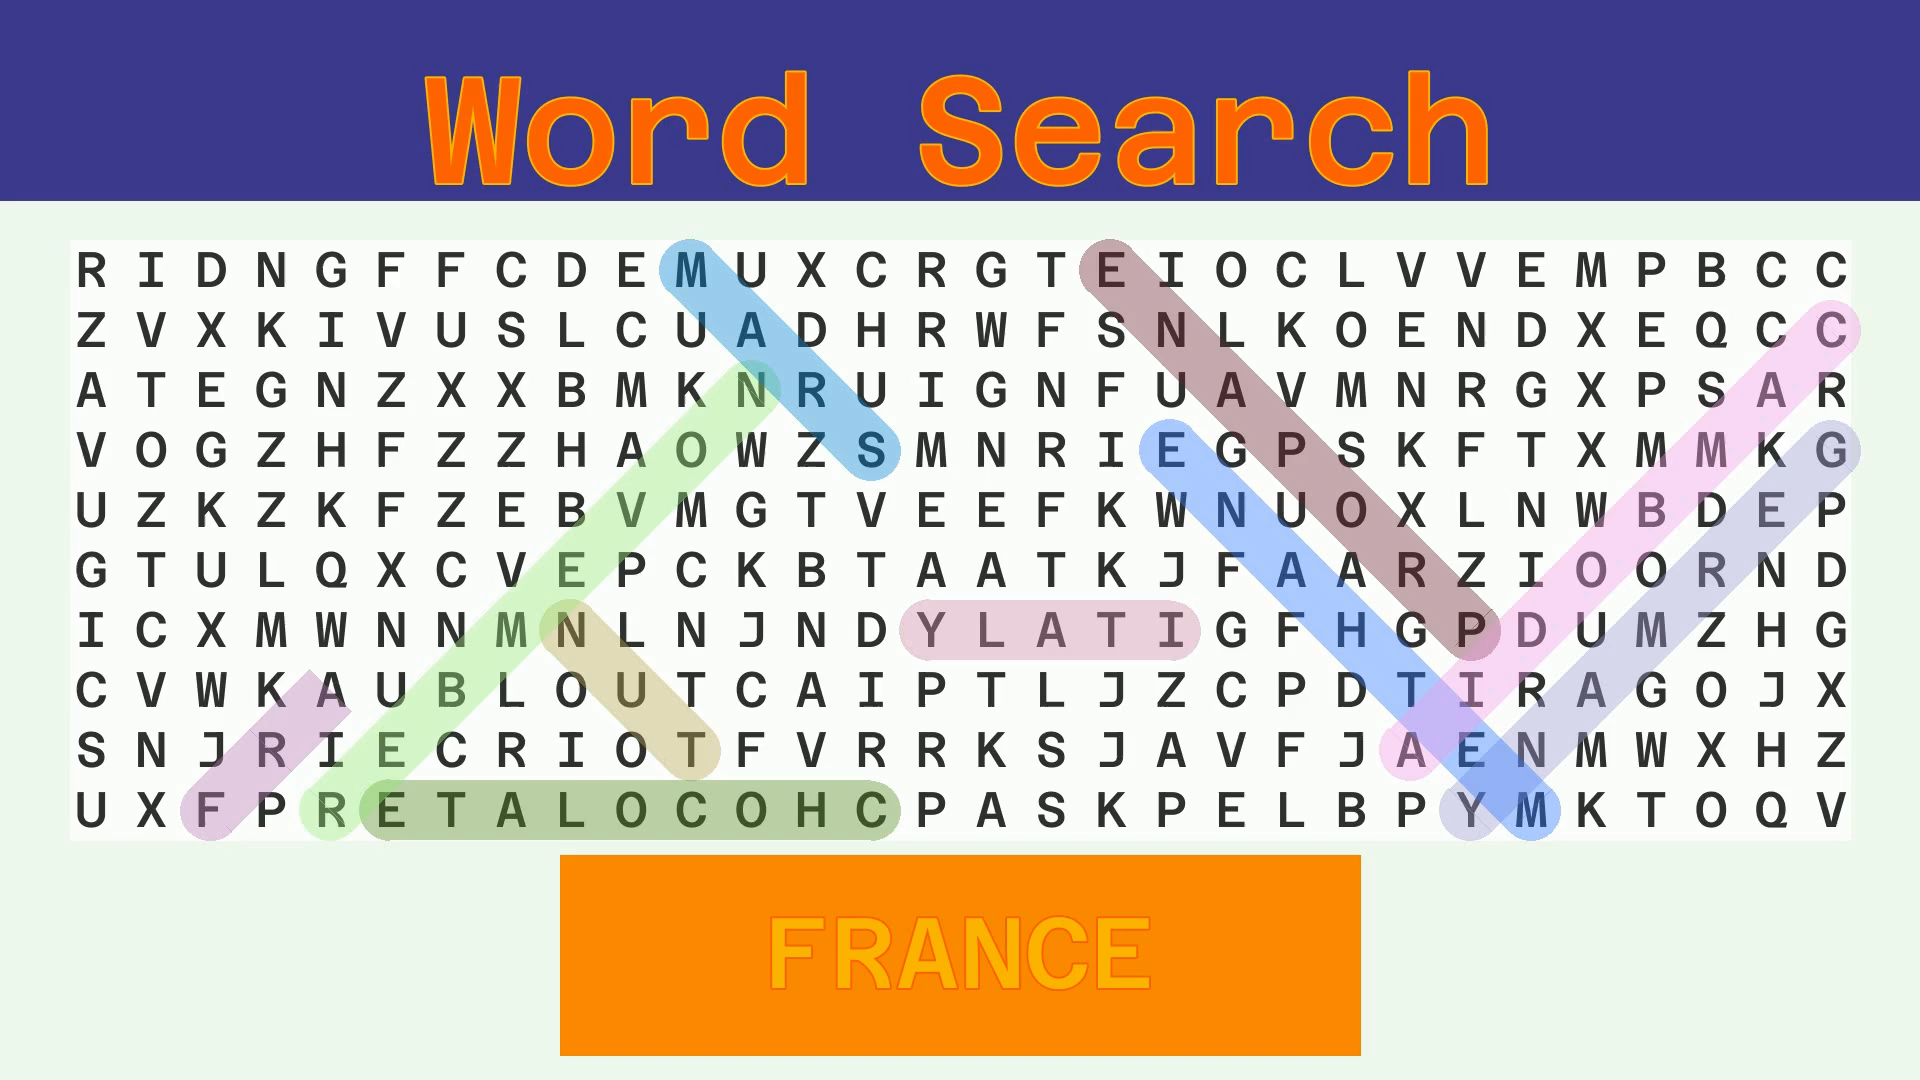 Word Search
R I D N G F F C D E M U X C R G T E I O C L V V E M P B C C
Z V X K I V U S L C U A D H R W F S N L K O E N D X E Q C C
A T E G N Z X X B M K N R U I G N F U A V M N R G X P S A R
V O G Z H F Z Z H A O W Z S M N R I E G P S K F T X M M K G
U Z K Z K F Z E B V M G T V E E F K W N U O X L N W B D E P
G T U L Q X C V E P C K B T A A T K J F A A R Z I O O R N D
I C X M W N N M N L N J N D Y L A T I G F H G P D U M Z H G
C V W K A U B L O U T C A I P T L J Z C P D T I R A G O J X
S N J R I E C R I O T F V R R K S J A V F J A E N M W X H Z
U X F P R E T A L O C O H C P A S K P E L B P Y M K T O Q V
FRANCE